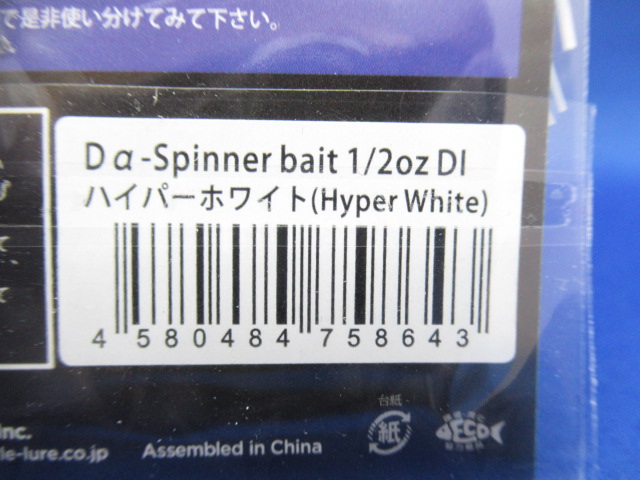 で是非使い分けてみて下さい。
Dα-Spinner bait 1/2oz DI
ハイパーホワイト(Hyper White)
4 580484 758643
台紙
紙
ECO
Inc.
le-lure.co.jp
Assembled in China